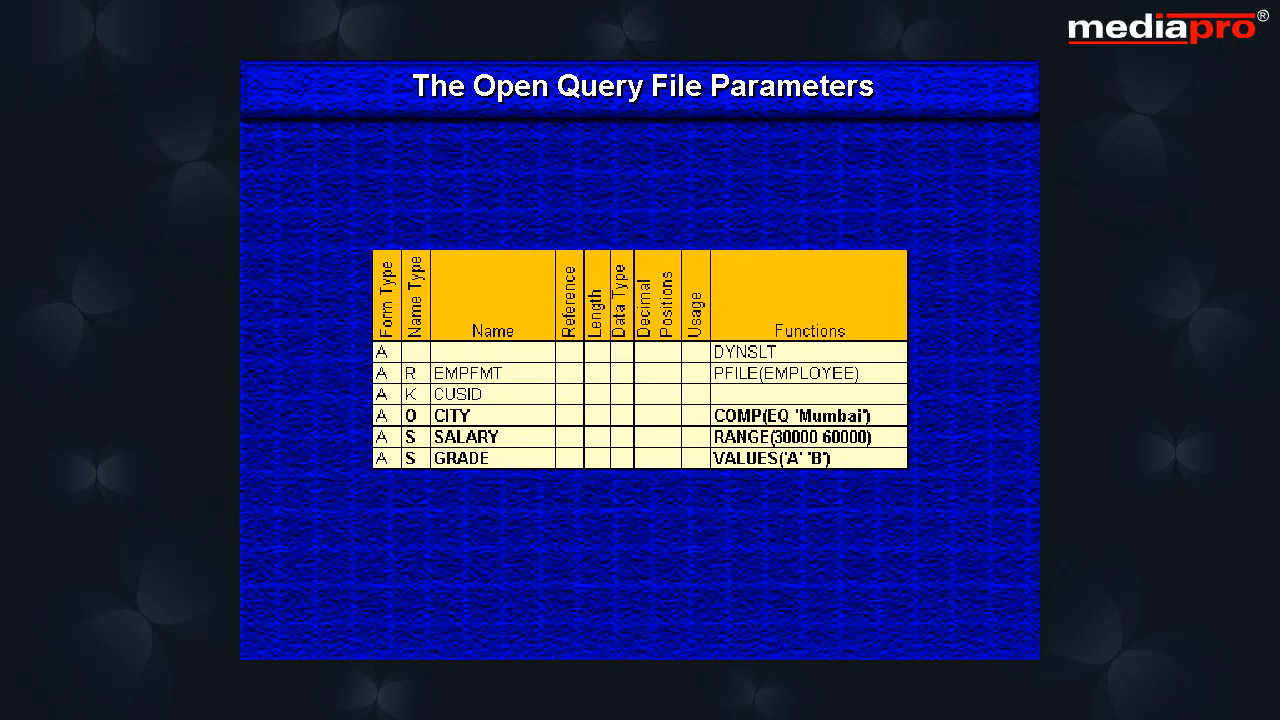 mediapro®
The Open Query File Parameters
Form Type Name Type Name Reference Length Data Type Decimal Positions Usage Functions
A DYNSLT
A R EMPFMT PFILE(EMPLOYEE)
A K CUSID
A O CITY COMP(EQ 'Mumbai')
A S SALARY RANGE(30000 60000)
A S GRADE VALUES('A' 'B')